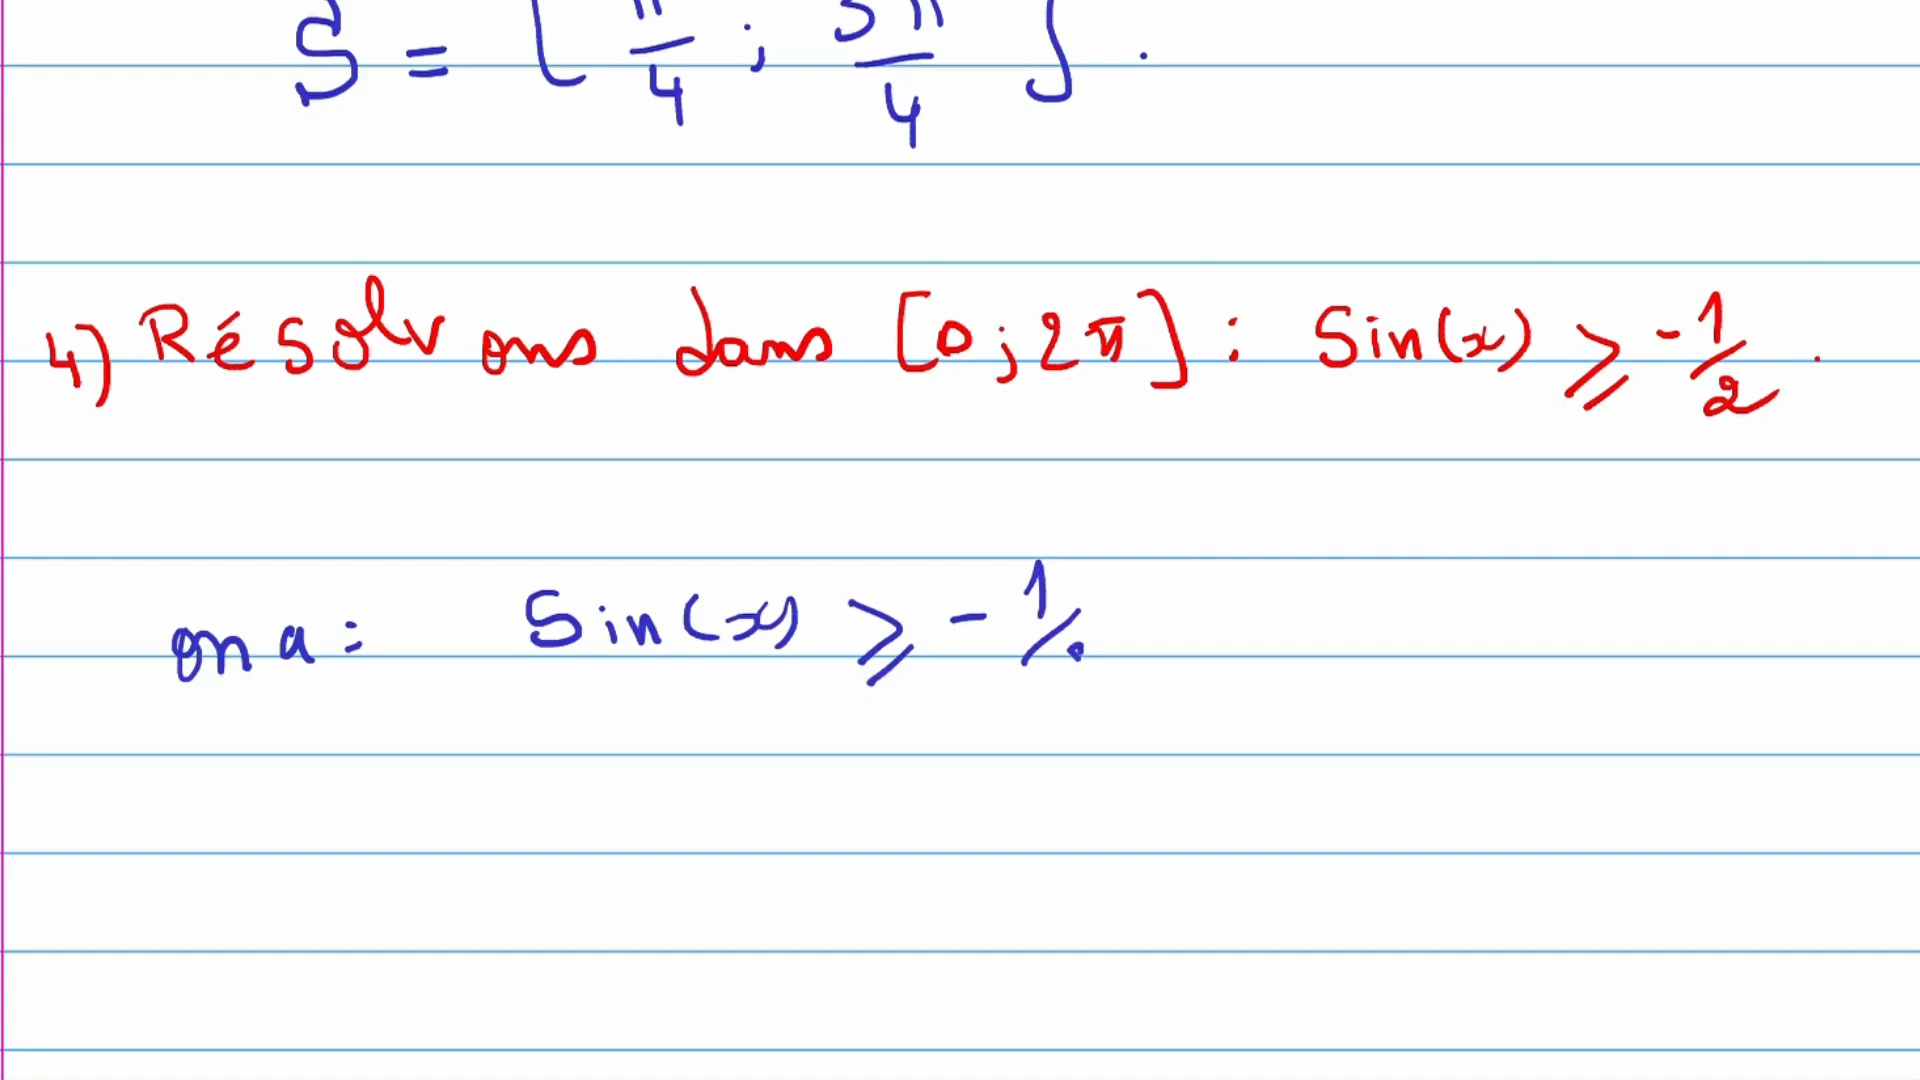 S = [π/4 ; 3π/4] .
4) Résolvons dans [0 ; 2π] : Sin(x) ⩾ -1/2 .
on a : Sin(x) ⩾ -1/